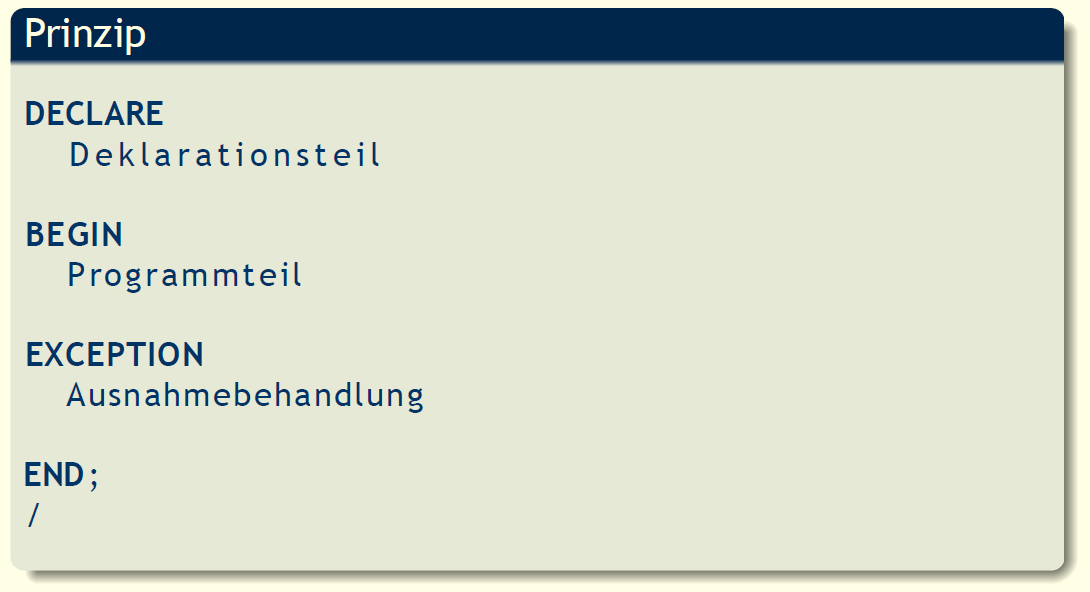 Prinzip
DECLARE
Deklarationsteil
BEGIN
Programmteil
EXCEPTION
Ausnahmebehandlung
END;
/